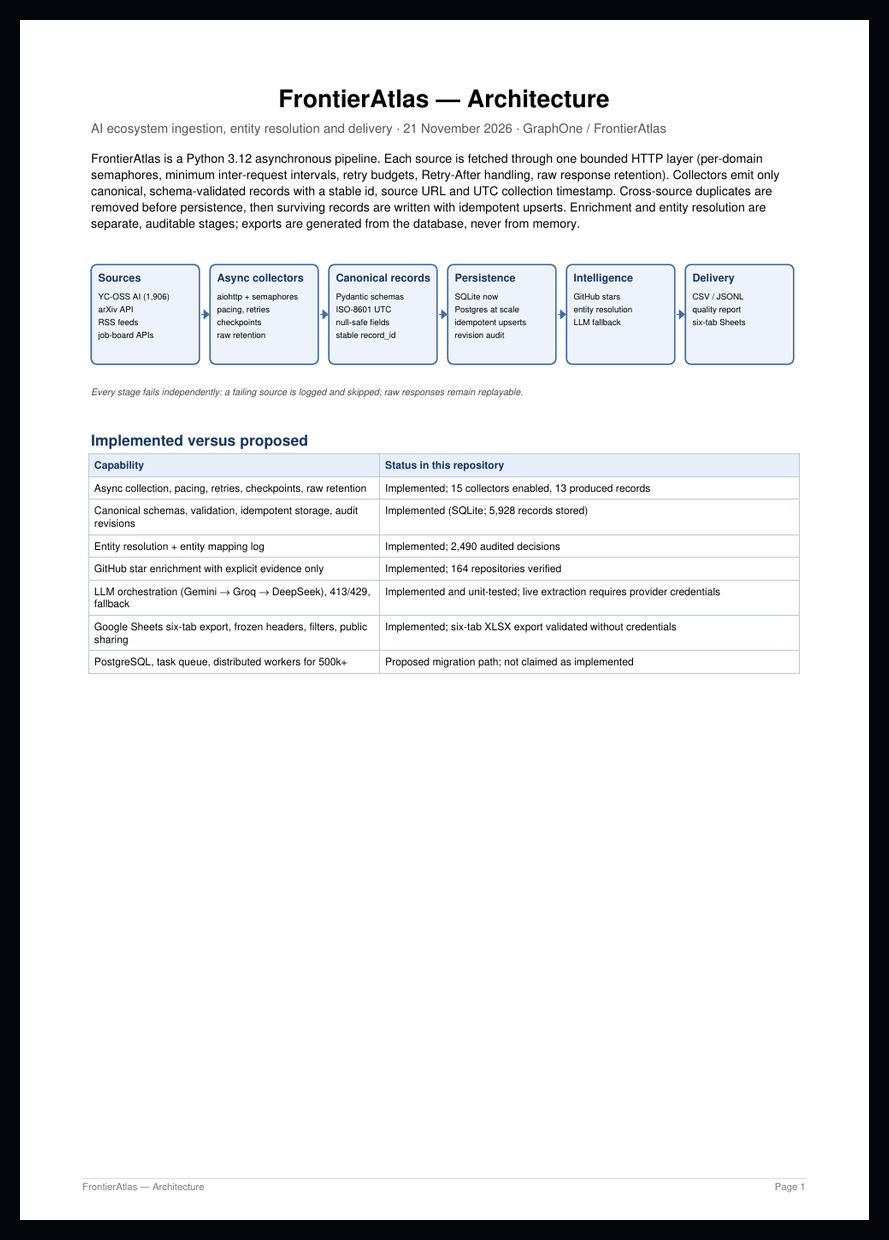 FrontierAtlas — Architecture
AI ecosystem ingestion, entity resolution and delivery · 21 November 2026 · GraphOne / FrontierAtlas
FrontierAtlas is a Python 3.12 asynchronous pipeline. Each source is fetched through one bounded HTTP layer (per-domain
semaphores, minimum inter-request intervals, retry budgets, Retry-After handling, raw response retention). Collectors emit only
canonical, schema-validated records with a stable id, source URL and UTC collection timestamp. Cross-source duplicates are
removed before persistence, then surviving records are written with idempotent upserts. Enrichment and entity resolution are
separate, auditable stages; exports are generated from the database, never from memory.
Sources
YC-OSS AI (1,906)
arXiv API
RSS feeds
job-board APIs
Async collectors
aiohttp + semaphores
pacing, retries
checkpoints
raw retention
Canonical records
Pydantic schemas
ISO-8601 UTC
null-safe fields
stable record_id
Persistence
SQLite now
Postgres at scale
idempotent upserts
revision audit
Intelligence
GitHub stars
entity resolution
LLM fallback
Delivery
CSV / JSONL
quality report
six-tab Sheets
Every stage fails independently: a failing source is logged and skipped; raw responses remain replayable.
Implemented versus proposed
Capability
Status in this repository
Async collection, pacing, retries, checkpoints, raw retention
Implemented; 15 collectors enabled, 13 produced records
Canonical schemas, validation, idempotent storage, audit
revisions
Implemented (SQLite; 5,928 records stored)
Entity resolution + entity mapping log
Implemented; 2,490 audited decisions
GitHub star enrichment with explicit evidence only
Implemented; 164 repositories verified
LLM orchestration (Gemini → Groq → DeepSeek), 413/429,
fallback
Implemented and unit-tested; live extraction requires provider credentials
Google Sheets six-tab export, frozen headers, filters, public
sharing
Implemented; six-tab XLSX export validated without credentials
PostgreSQL, task queue, distributed workers for 500k+
Proposed migration path; not claimed as implemented
FrontierAtlas — Architecture
Page 1